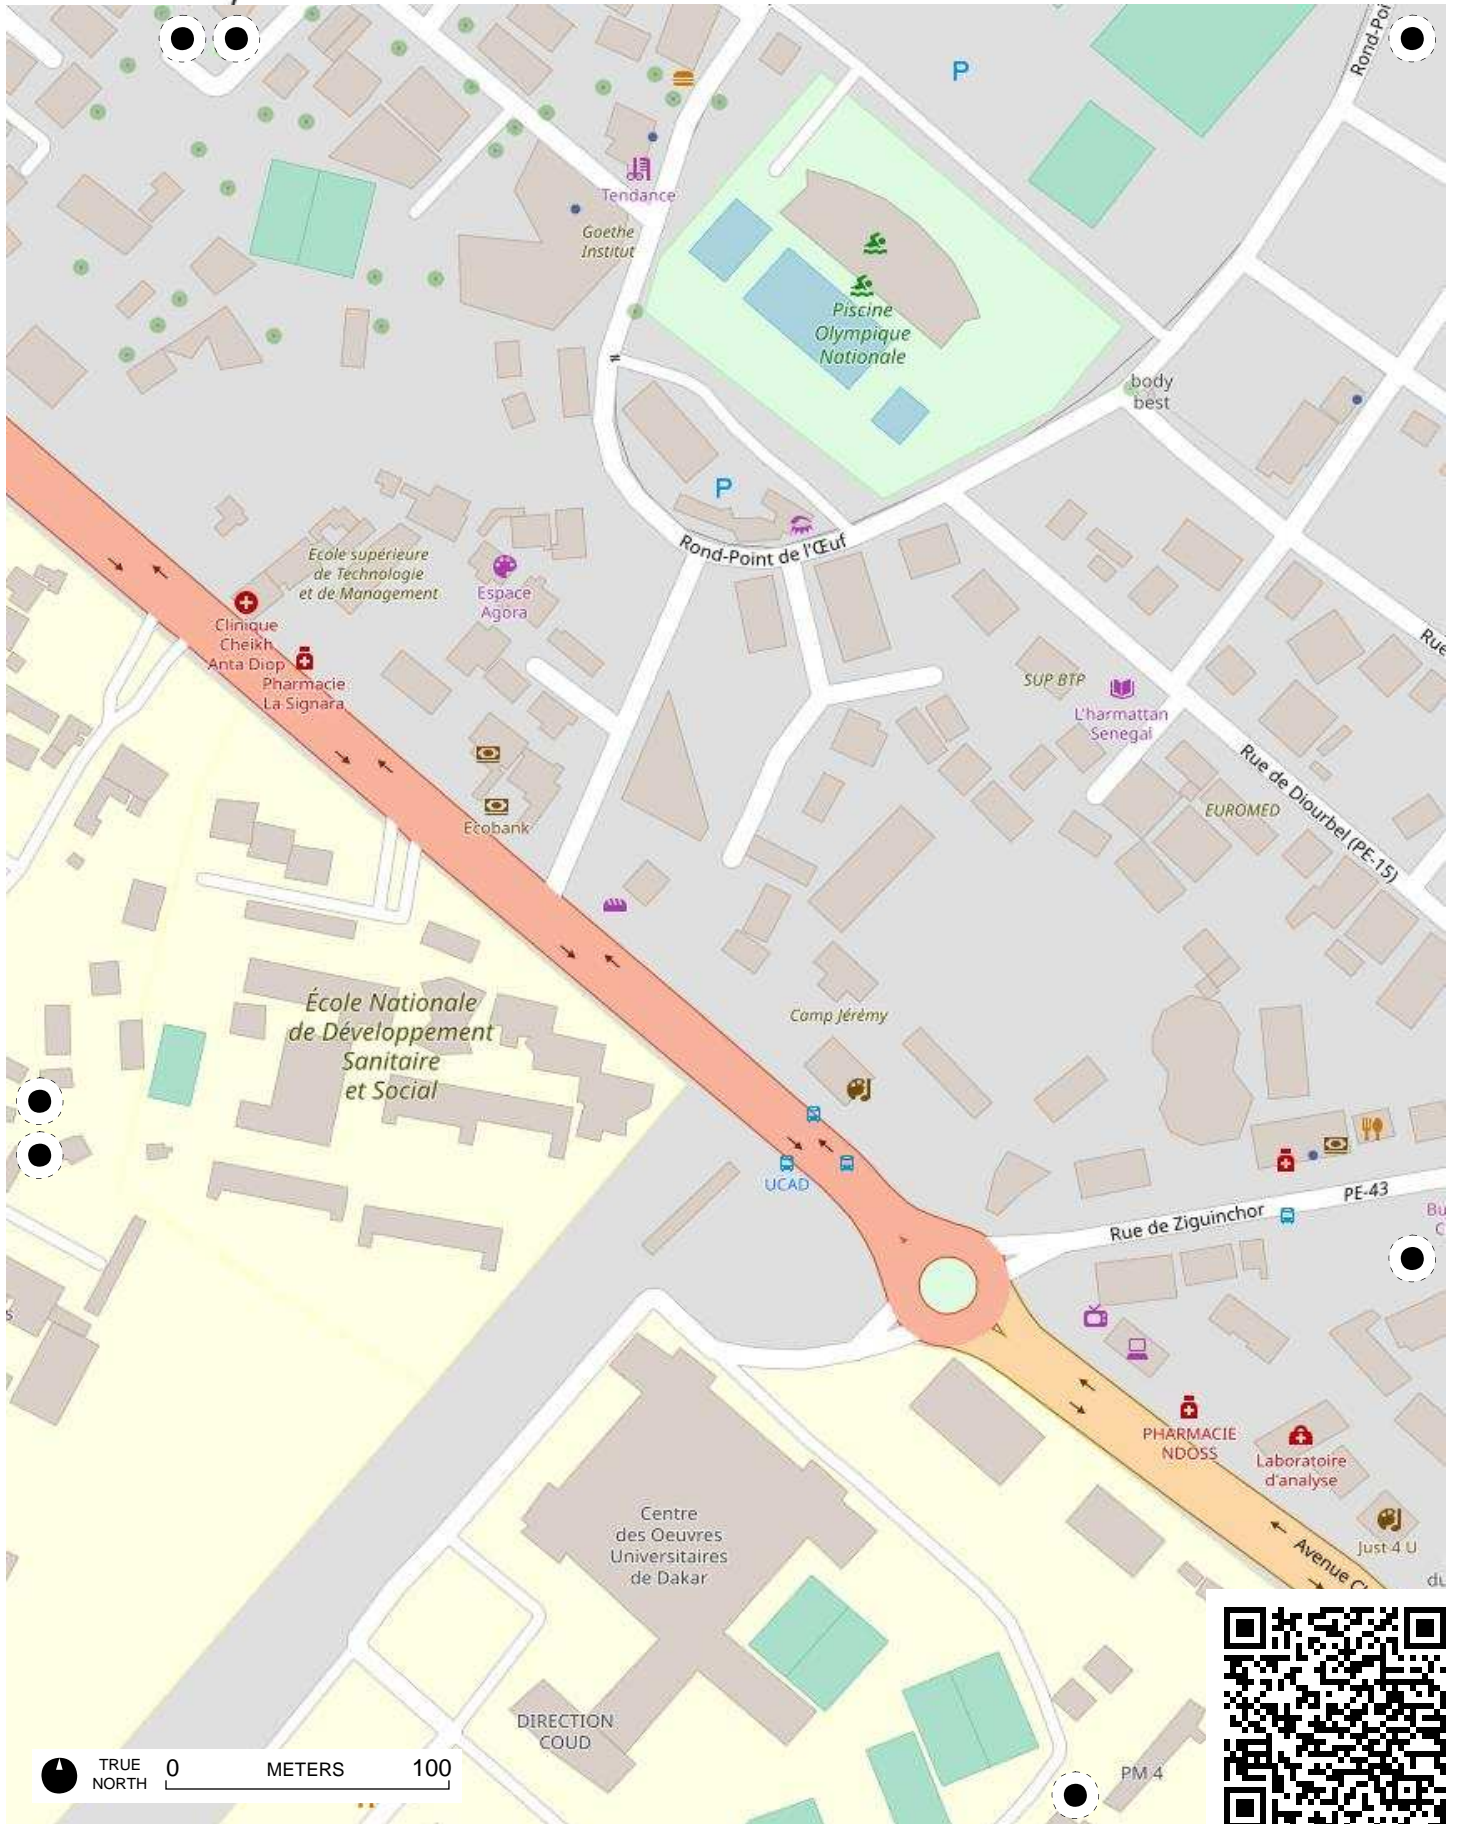 Rond-Poi
P
Tendance
Goethe
Institut
Piscine
Olympique
Nationale
body
best
P
Rond-Point de l'Œuf
Ecole supérieure
de Technologie
et de Management
Espace
Agora
Clinique
Cheikh
Anta Diop
Pharmacie
La Signara
Rue
SUP BTP
L'harmattan
Senegal
Rue de Diourbel (PE-15)
EUROMED
Ecobank
École Nationale
de Développement
Sanitaire
et Social
Camp Jérémy
UCAD
PE-43
Rue de Ziguinchor
Bu
C
s
PHARMACIE
NDOSS
Laboratoire
d'analyse
Centre
des Oeuvres
Universitaires
de Dakar
Just 4 U
Avenue C
du
DIRECTION
COUD
PM 4
TRUE
NORTH
0 METERS 100